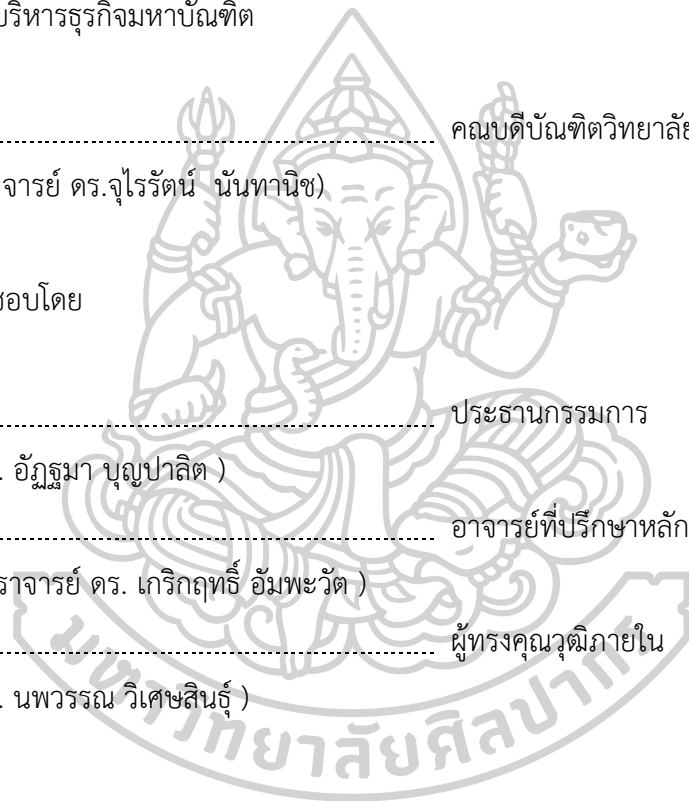 บริหารธุรกิจมหาบัณฑิต
คณบดีบัณฑิตวิทยาลัย
จารย์ ดร.จุไรรัตน์ นันทานิช)
ชอบโดย
ประธานกรรมการ
. อัฏฐมา บุญปาลิต )
อาจารย์ที่ปรึกษาหลัก
ราจารย์ ดร. เกริกฤทธิ์ อัมพะวัต )
ผู้ทรงคุณวุฒิภายใน
. นพวรรณ วิเศษสินธุ์ )
มหาวิทยาลัยศิลปากร